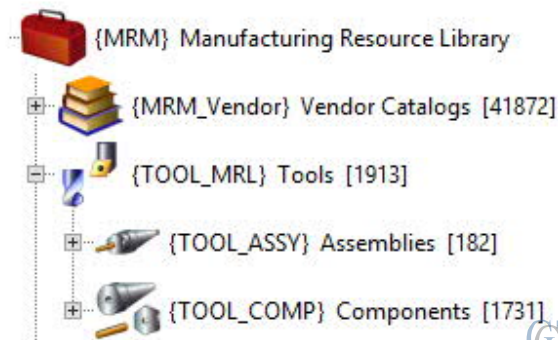 {MRM} Manufacturing Resource Library
{MRM_Vendor} Vendor Catalogs [41872]
{TOOL_MRL} Tools [1913]
{TOOL_ASSY} Assemblies [182]
{TOOL_COMP} Components [1731]